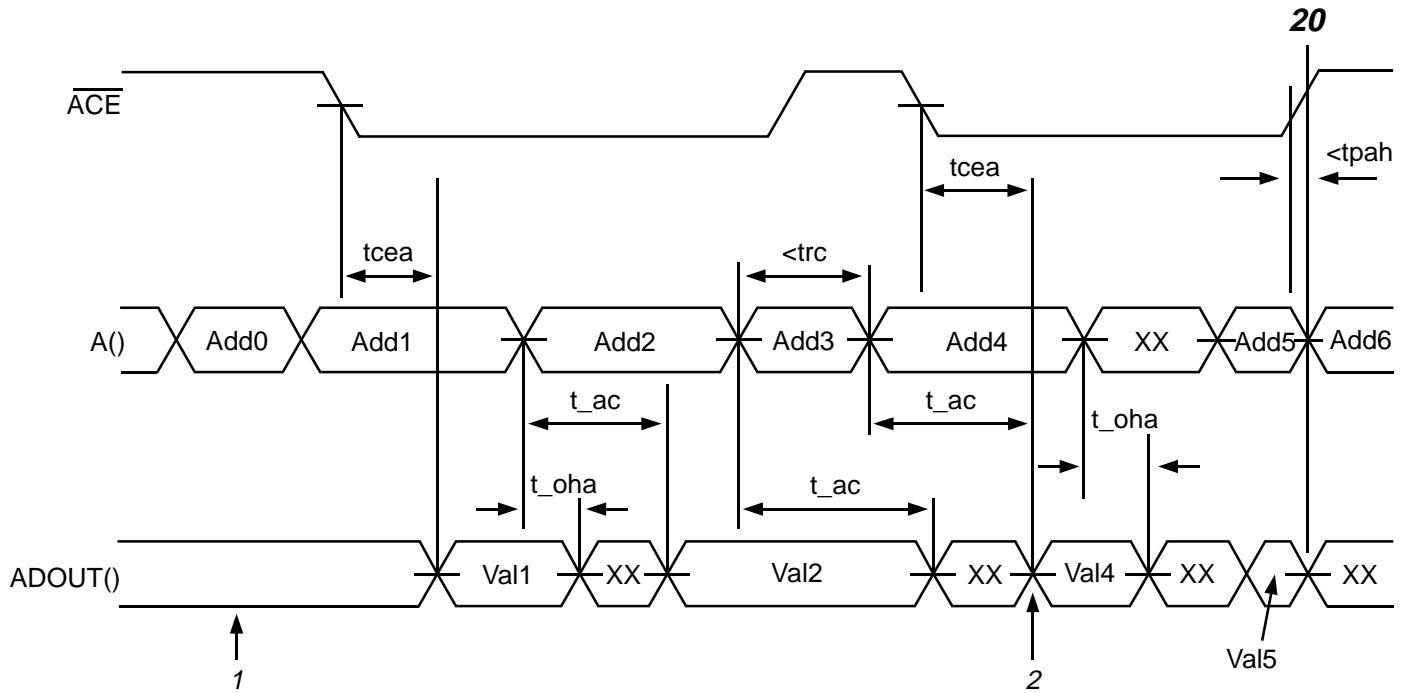 20
ACE
<tpah
tcea
tcea
<trc
A()
Add0
Add1
Add2
Add3
Add4
XX
Add5
Add6
t_ac
t_ac
t_oha
t_oha
t_ac
ADOUT()
Val1
XX
Val2
XX
Val4
XX
XX
Val5
1
2